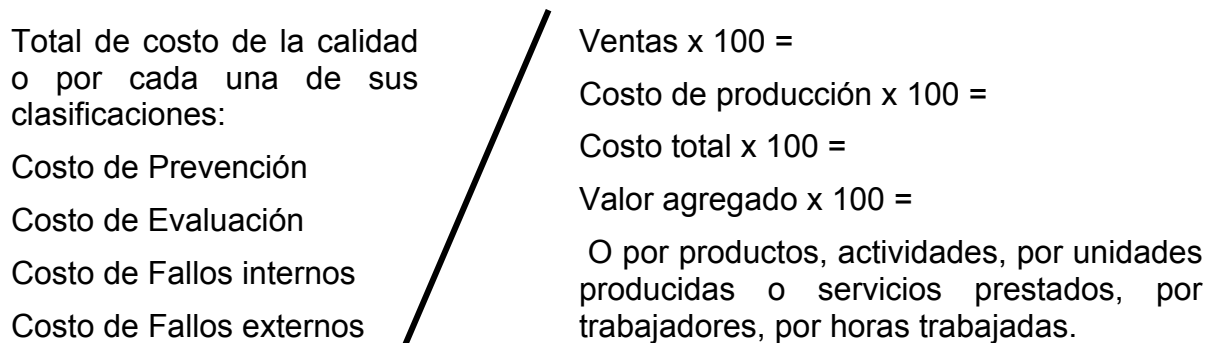 Total de costo de la calidad
o por cada una de sus
clasificaciones:
Costo de Prevención
Costo de Evaluación
Costo de Fallos internos
Costo de Fallos externos
Ventas x 100 =
Costo de producción x 100 =
Costo total x 100 =
Valor agregado x 100 =
O por productos, actividades, por unidades
producidas o servicios prestados, por
trabajadores, por horas trabajadas.